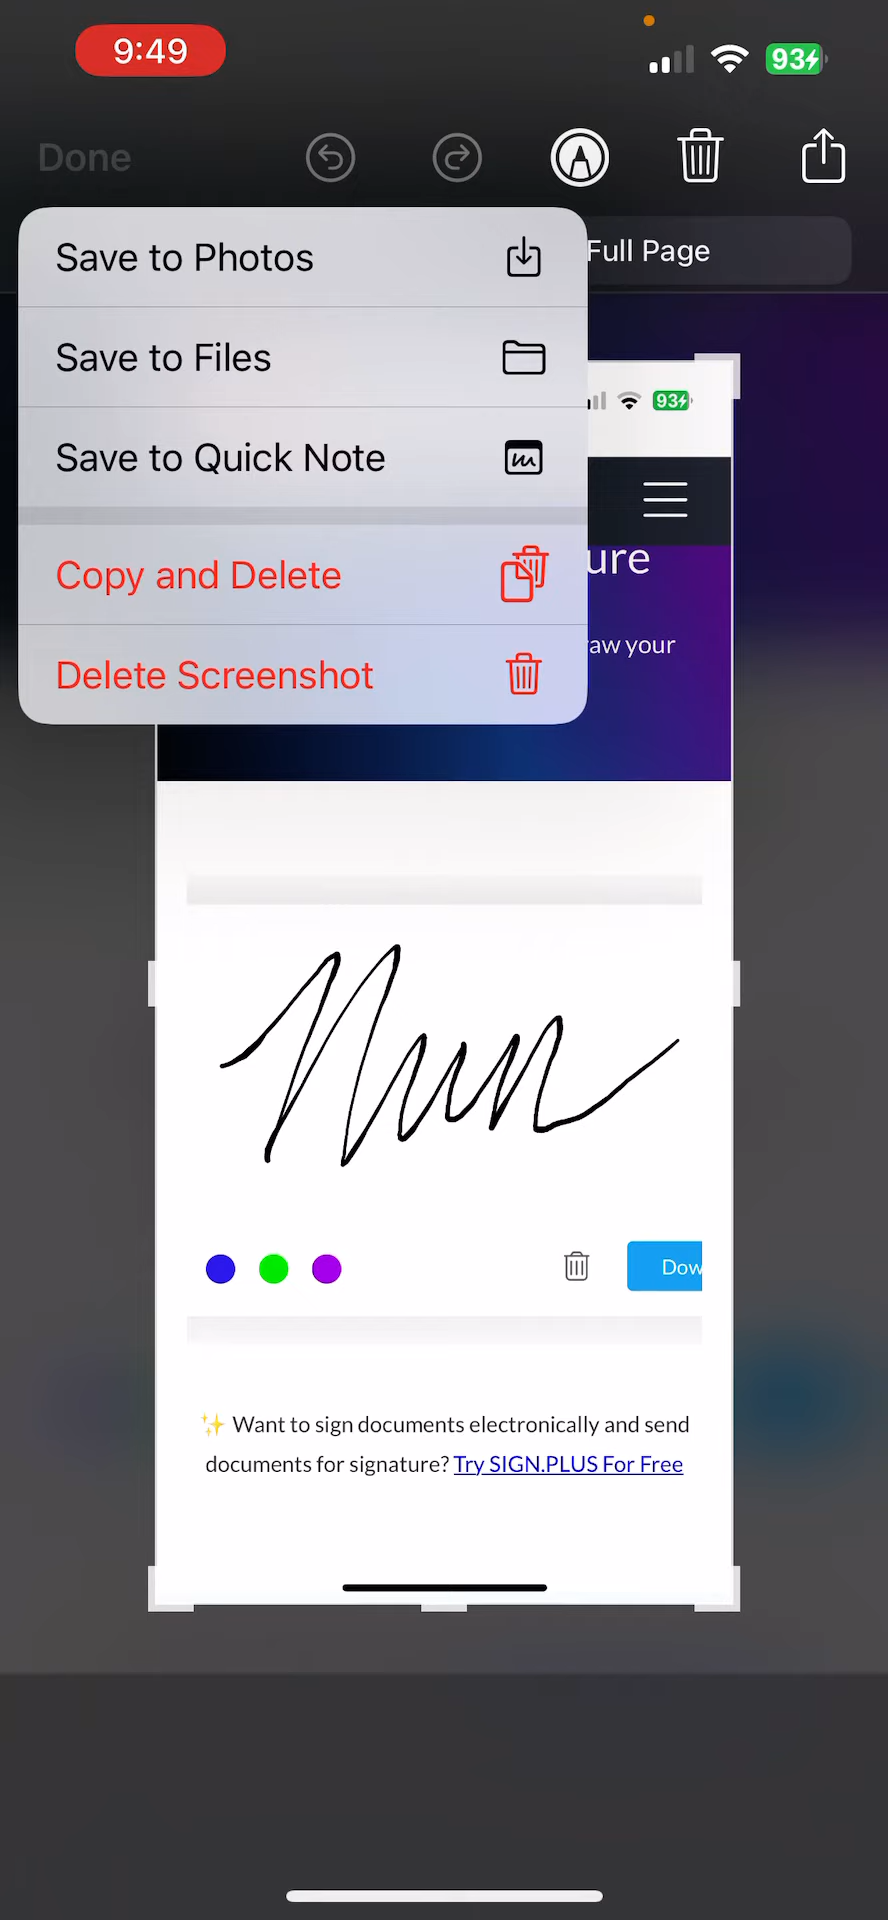 9:49
93
Done
Full Page
Save to Photos
Save to Files
Save to Quick Note
Copy and Delete
Delete Screenshot
93
ure
aw your
Dow
✨ Want to sign documents electronically and send
documents for signature? Try SIGN.PLUS For Free